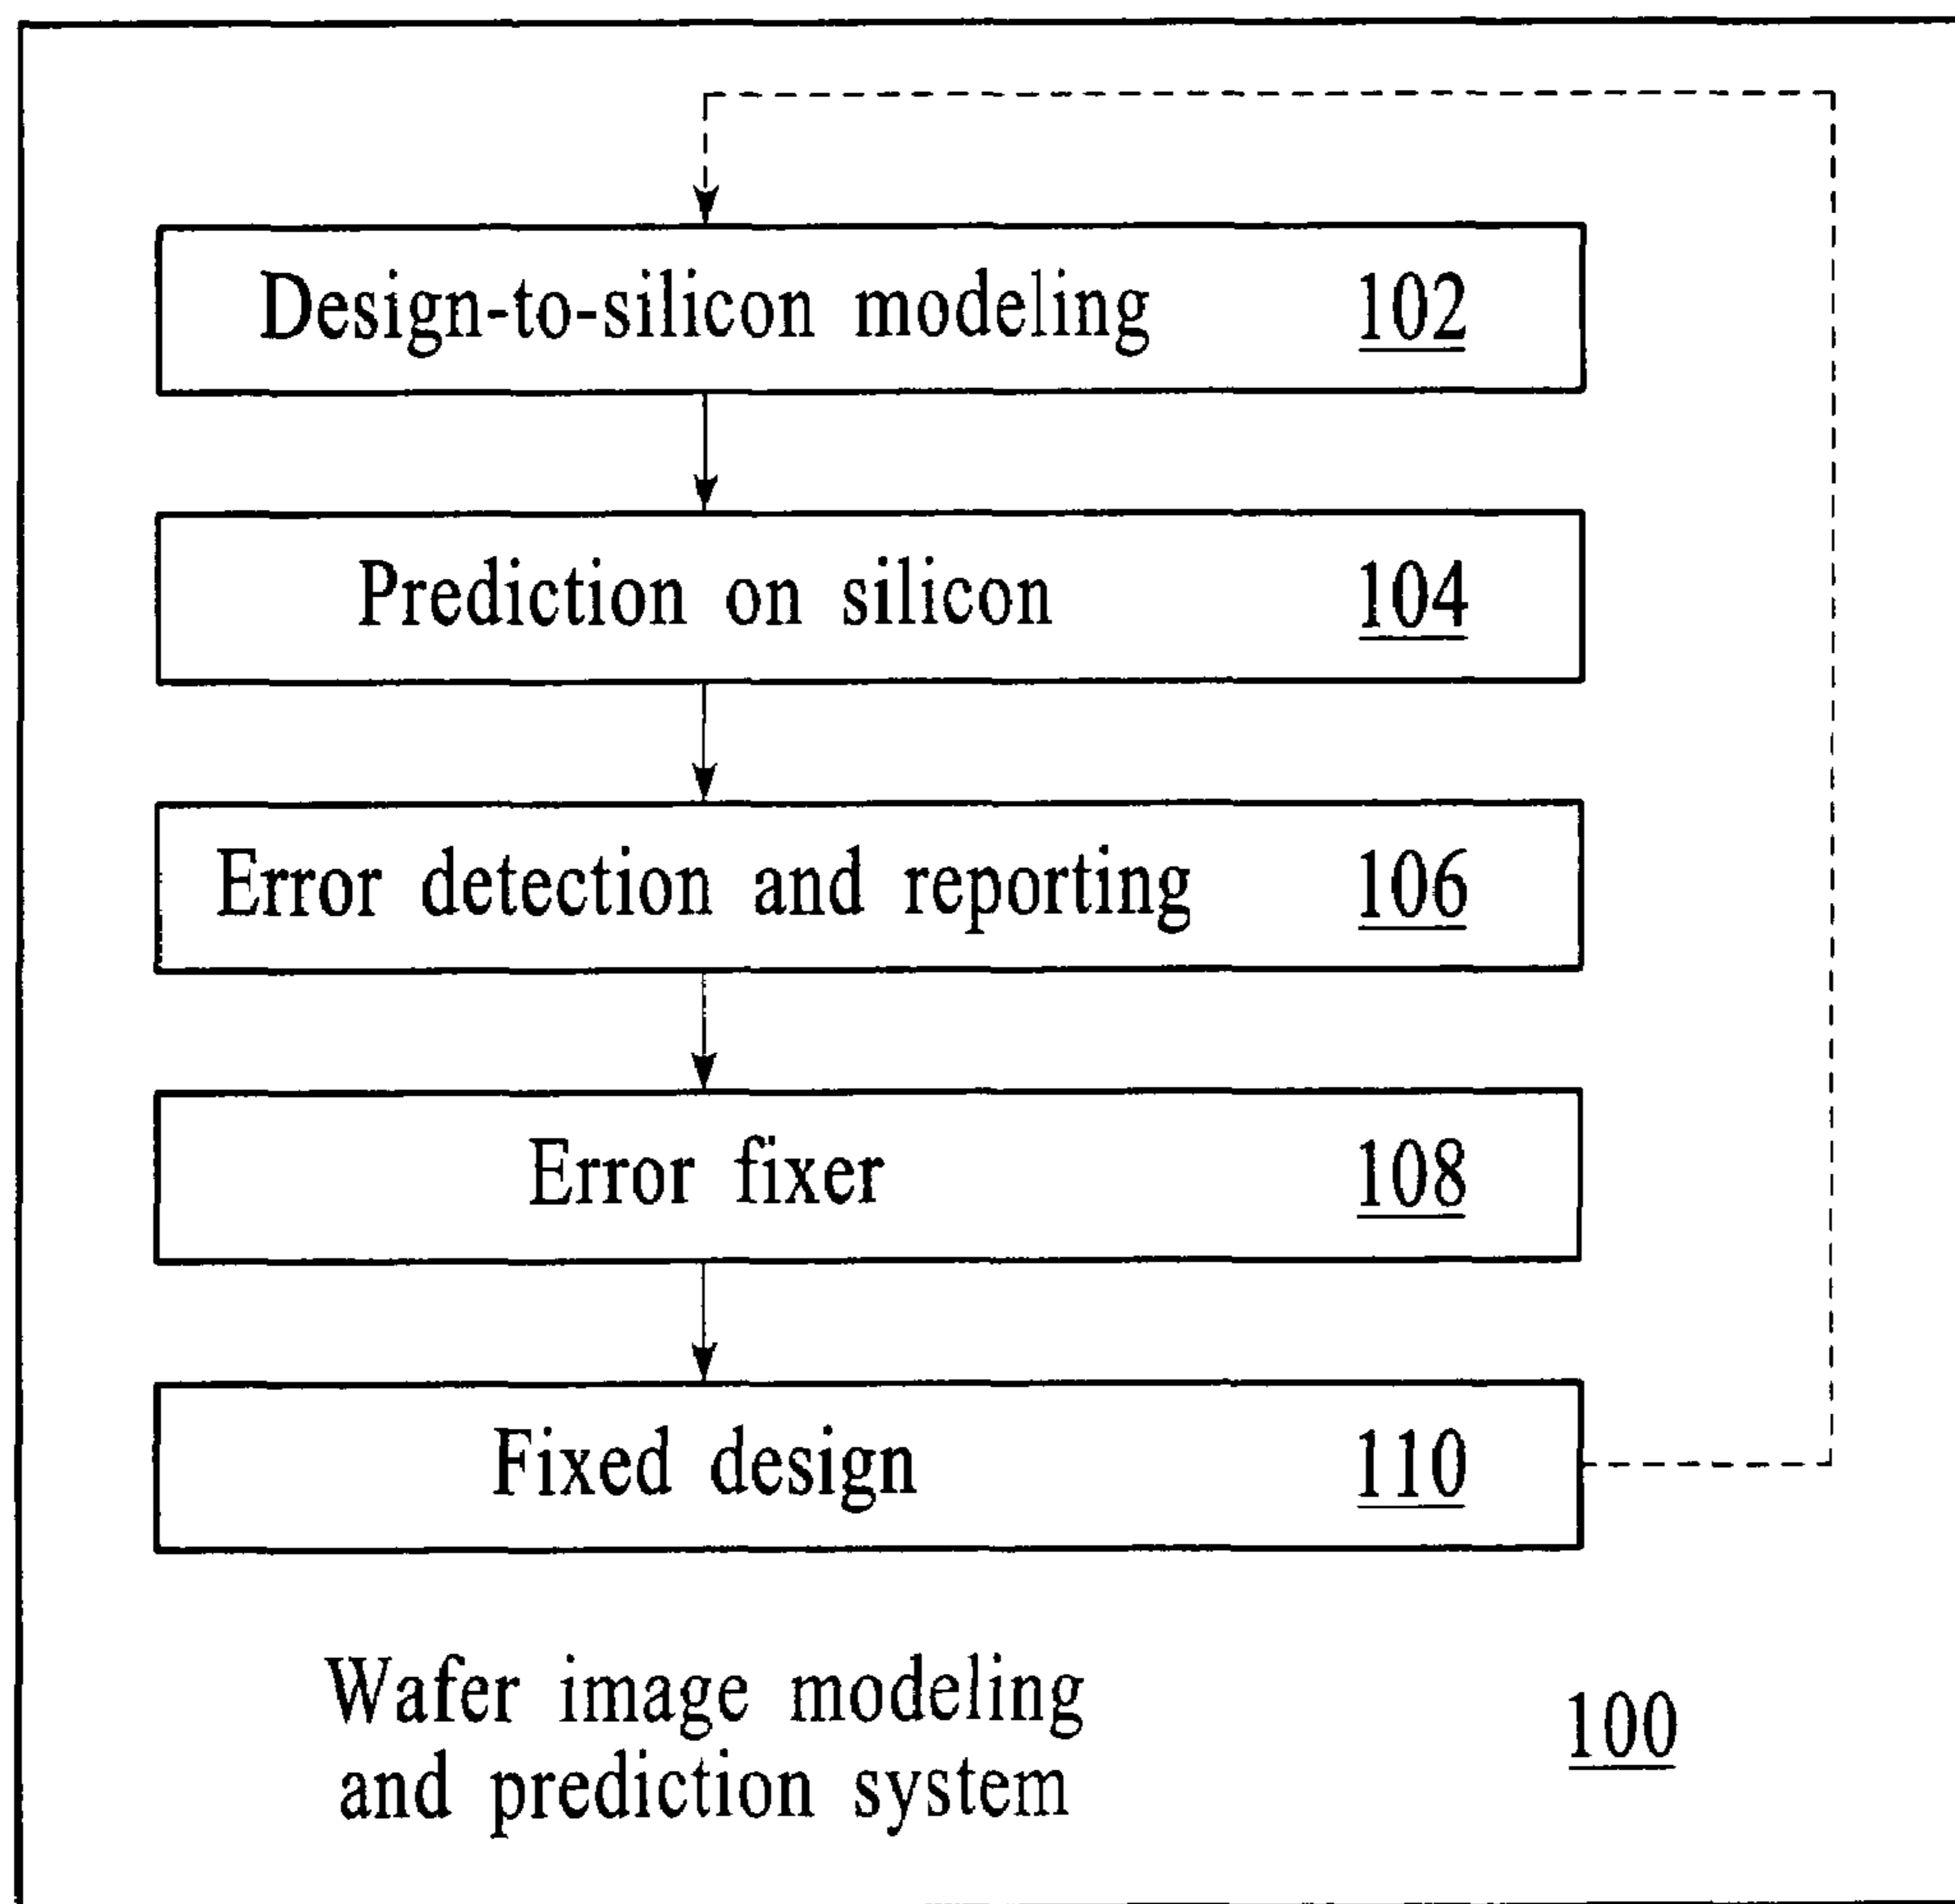 Design-to-silicon modeling 102
Prediction on silicon 104
Error detection and reporting 106
Error fixer 108
Fixed design 110
Wafer image modeling
and prediction system
100